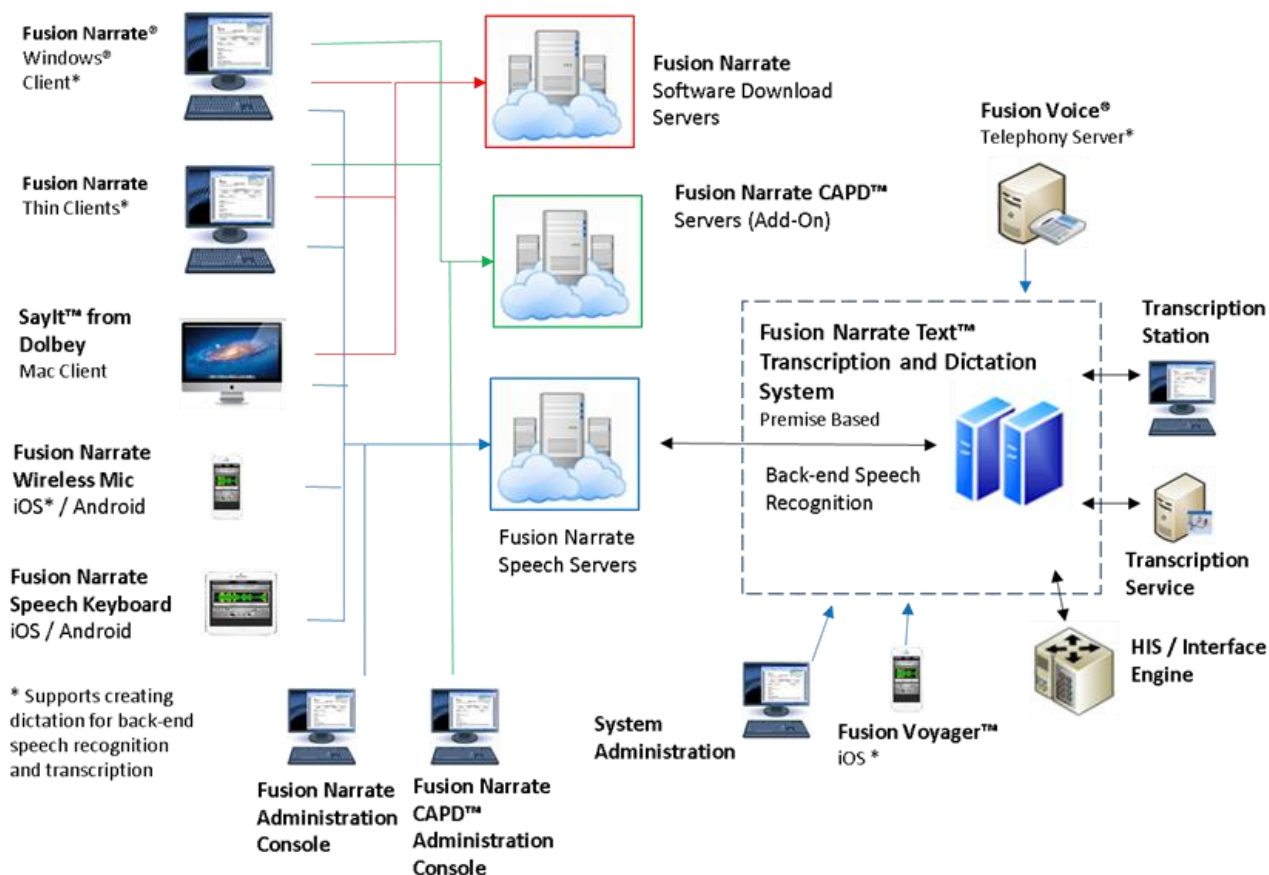 Fusion Narrate®
Windows®
Client*
Fusion Narrate
Thin Clients*
SayIt™ from
Dolbey
Mac Client
Fusion Narrate
Wireless Mic
iOS* / Android
Fusion Narrate
Speech Keyboard
iOS / Android
* Supports creating
dictation for back-end
speech recognition
and transcription
Fusion Narrate
Administration
Console
Fusion Narrate
CAPD™
Administration
Console
Fusion Narrate
Software Download
Servers
Fusion Narrate CAPD™
Servers (Add-On)
Fusion Narrate
Speech Servers
Fusion Voice®
Telephony Server*
Fusion Narrate Text™
Transcription and Dictation
System
Premise Based
Back-end Speech
Recognition
Transcription
Station
Transcription
Service
HIS / Interface
Engine
System
Administration
Fusion Voyager™
iOS *